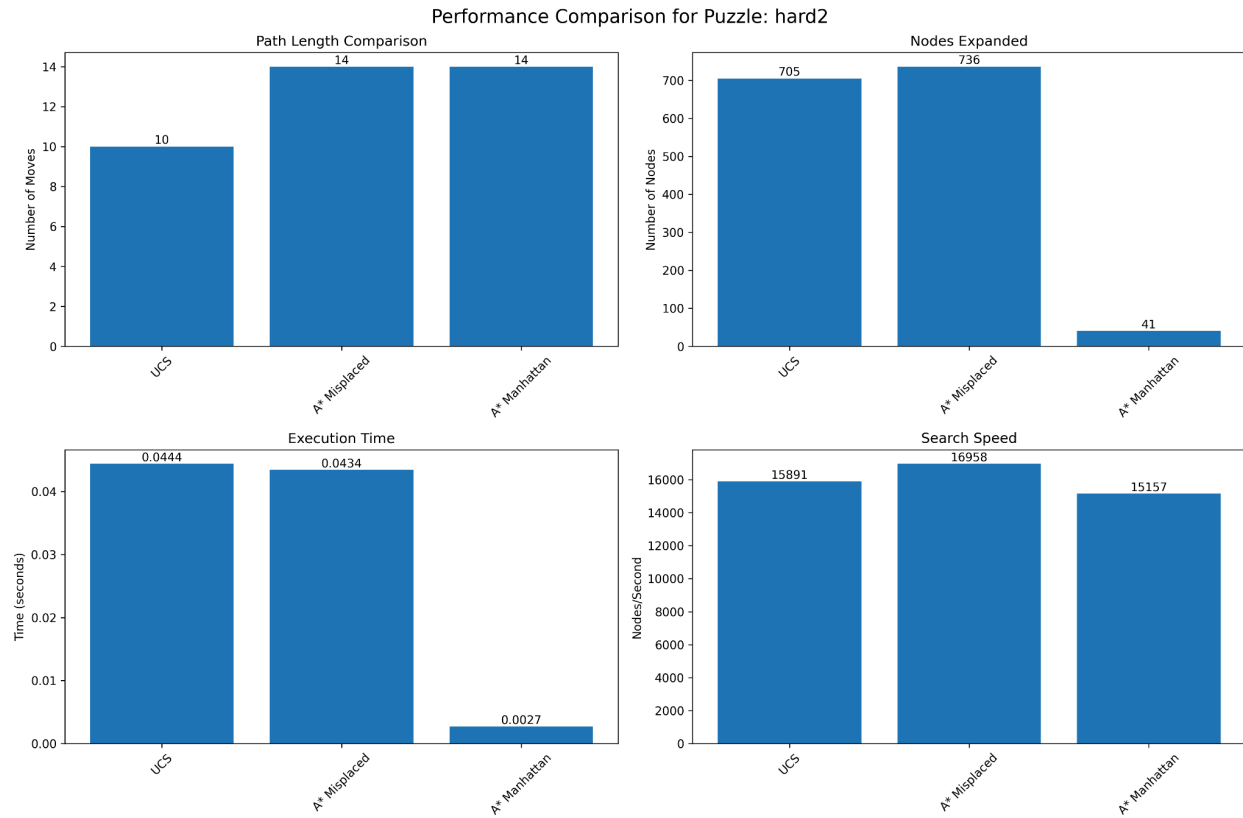 Performance Comparison for Puzzle: hard2
Path Length Comparison
Number of Moves
14
12
10
8
6
4
2
0
10
14
14
UCS
A* Misplaced
A* Manhattan
Nodes Expanded
Number of Nodes
700
600
500
400
300
200
100
0
705
736
41
UCS
A* Misplaced
A* Manhattan
Execution Time
Time (seconds)
0.04
0.03
0.02
0.01
0.00
0.0444
0.0434
0.0027
UCS
A* Misplaced
A* Manhattan
Search Speed
Nodes/Second
16000
14000
12000
10000
8000
6000
4000
2000
0
15891
16958
15157
UCS
A* Misplaced
A* Manhattan